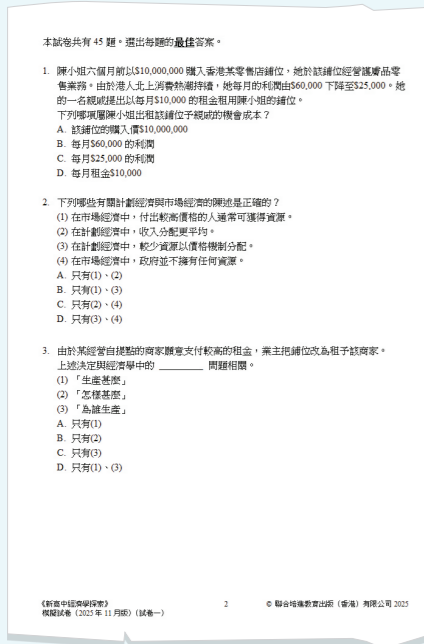 本試卷共有 45 題。選出每題的最佳答案。
1. 陳小姐六個月前以$10,000,000 購入香港某零售店舖位，她於該舖位經營護膚品零
售業務。由於港人北上消費熱潮持續，她每月的利潤由$60,000 下降至$25,000。她
的一名親戚提出以每月$10,000 的租金租用陳小姐的舖位。
下列哪項屬陳小姐出租該舖位予親戚的機會成本？
A. 該舖位的購入價$10,000,000
B. 每月$60,000 的利潤
C. 每月$25,000 的利潤
D. 每月租金$10,000
2. 下列哪些有關計劃經濟與市場經濟的陳述是正確的？
(1) 在市場經濟中，付出較高價格的人通常可獲得資源。
(2) 在計劃經濟中，收入分配更平均。
(3) 在計劃經濟中，較少資源以價格機制分配。
(4) 在市場經濟中，政府並不擁有任何資源。
A. 只有(1)、(2)
B. 只有(1)、(3)
C. 只有(2)、(4)
D. 只有(3)、(4)
3. 由於某經營自提點的商家願意支付較高的租金，業主把舖位改為租予該商家。
上述決定與經濟學中的 ________ 問題相關。
(1) 「生產甚麼」
(2) 「怎樣甚麼」
(3) 「為誰生產」
A. 只有(1)
B. 只有(2)
C. 只有(3)
D. 只有(1)、(3)
《新高中經濟學探索》
模擬試卷（2025 年 11 月版）（試卷一）
2
© 聯合培進教育出版（香港）有限公司 2025